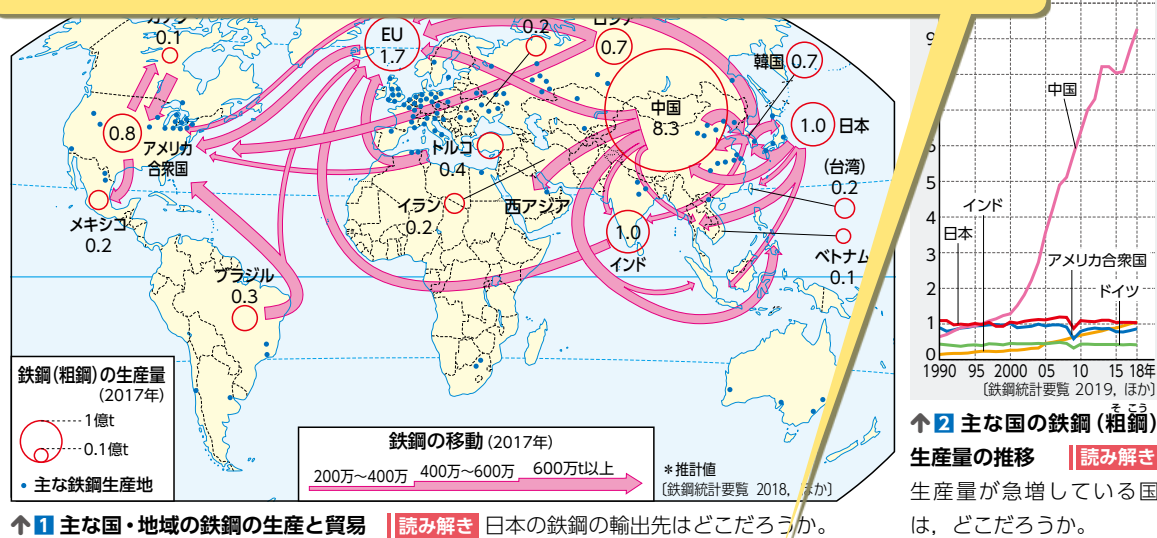 0.1
EU
1.7
0.2
0.7
韓国 0.7
中国
8.3
1.0 日本
0.8
アメリカ
合衆国
トルコ
0.4
(台湾)
0.2
メキシコ
0.2
イラン
0.2
西アジア
1.0
インド
ベトナム
0.1
ブラジル
0.3
鉄鋼(粗鋼)の生産量
(2017年)
1億t
0.1億t
• 主な鉄鋼生産地
鉄鋼の移動 (2017年)
200万〜400万 400万〜600万 600万t以上
*推計値
〔鉄鋼統計要覧 2018, ほか〕
↑1 主な国・地域の鉄鋼の生産と貿易 読み解き 日本の鉄鋼の輸出先はどこだろうか。
中国
5
インド
4
日本
3
アメリカ合衆国
2
ドイツ
1
0
1990 95 2000 05 10 15 18年
〔鉄鋼統計要覧 2019, ほか〕
↑2 主な国の鉄鋼(粗鋼)
そこう
生産量の推移 読み解き
生産量が急増している国
は,どこだろうか。